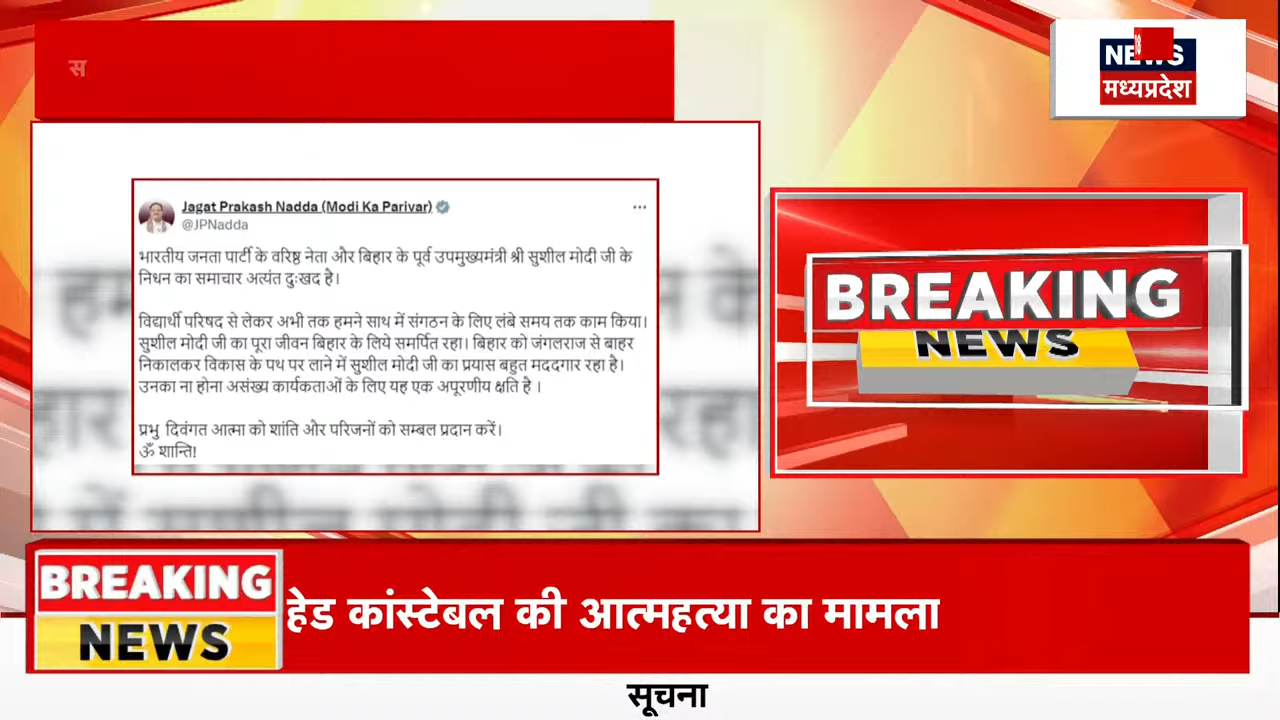 स
NEWS
मध्यप्रदेश
Jagat Prakash Nadda (Modi Ka Parivar)
@JPNadda
भारतीय जनता पार्टी के वरिष्ठ नेता और बिहार के पूर्व उपमुख्यमंत्री श्री सुशील मोदी जी के
निधन का समाचार अत्यंत दुःखद है।
विद्यार्थी परिषद से लेकर अभी तक हमने साथ में संगठन के लिए लंबे समय तक काम किया।
सुशील मोदी जी का पूरा जीवन बिहार के लिये समर्पित रहा। बिहार को जंगलराज से बाहर
निकालकर विकास के पथ पर लाने में सुशील मोदी जी का प्रयास बहुत मददगार रहा है।
उनका ना होना असंख्य कार्यकताओं के लिए यह एक अपूरणीय क्षति है ।
प्रभु दिवंगत आत्मा को शांति और परिजनों को सम्बल प्रदान करें।
ॐ शान्ति!
BREAKING
NEWS
BREAKING
NEWS
हेड कांस्टेबल की आत्महत्या का मामला
सूचना